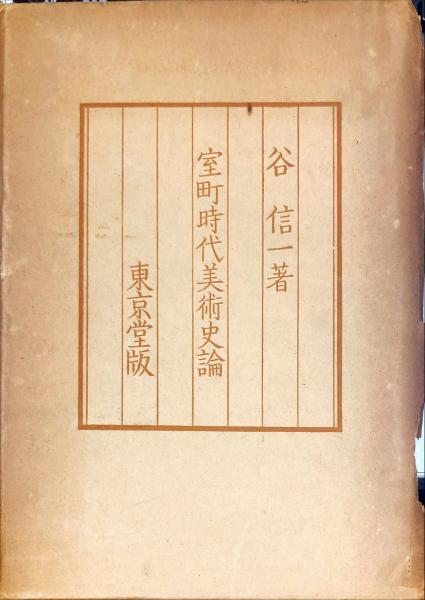 谷 信一著
室町時代美術史論
東京堂版